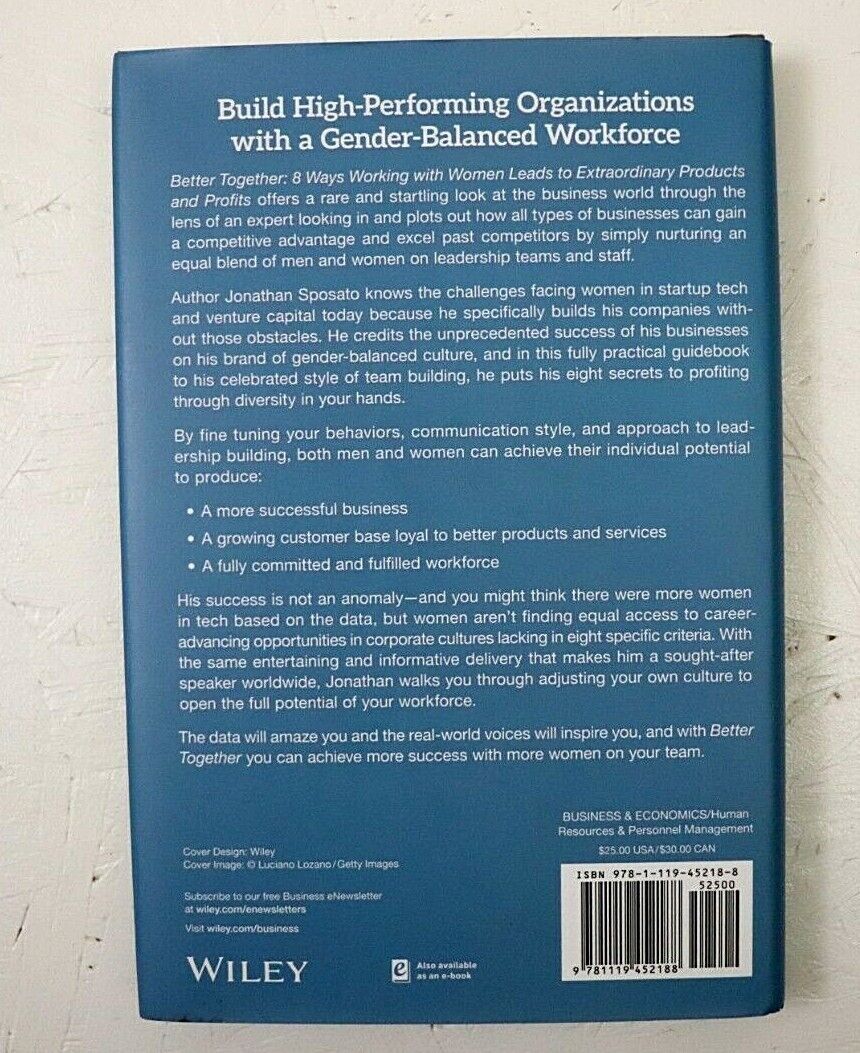 Build High-Performing Organizations
with a Gender-Balanced Workforce
Better Together: 8 Ways Working with Women Leads to Extraordinary Products
and Profits offers a rare and startling look at the business world through the
lens of an expert looking in and plots out how all types of businesses can gain
a competitive advantage and excel past competitors by simply nurturing an
equal blend of men and women on leadership teams and staff.
Author Jonathan Sposato knows the challenges facing women in startup tech
and venture capital today because he specifically builds his companies with-
out those obstacles. He credits the unprecedented success of his businesses
on his brand of gender-balanced culture, and in this fully practical guidebook
to his celebrated style of team building, he puts his eight secrets to profiting
through diversity in your hands.
By fine tuning your behaviors, communication style, and approach to lead-
ership building, both men and women can achieve their individual potential
to produce:
• A more successful business
• A growing customer base loyal to better products and services
• A fully committed and fulfilled workforce
His success is not an anomaly—and you might think there were more women
in tech based on the data, but women aren't finding equal access to career-
advancing opportunities in corporate cultures lacking in eight specific criteria. With
the same entertaining and informative delivery that makes him a sought-after
speaker worldwide, Jonathan walks you through adjusting your own culture to
open the full potential of your workforce.
The data will amaze you and the real-world voices will inspire you, and with Better
Together you can achieve more success with more women on your team.
BUSINESS & ECONOMICS/Human
Resources & Personnel Management
$25.00 USA/$30.00 CAN
Cover Design: Wiley
Cover Image: © Luciano Lozano/Getty Images
Subscribe to our free Business eNewsletter
at wiley.com/enewsletters
Visit wiley.com/business
WILEY
e
Also available
as an e-book
ISBN 978-1-119-45218-8
52500
9 781119 452188